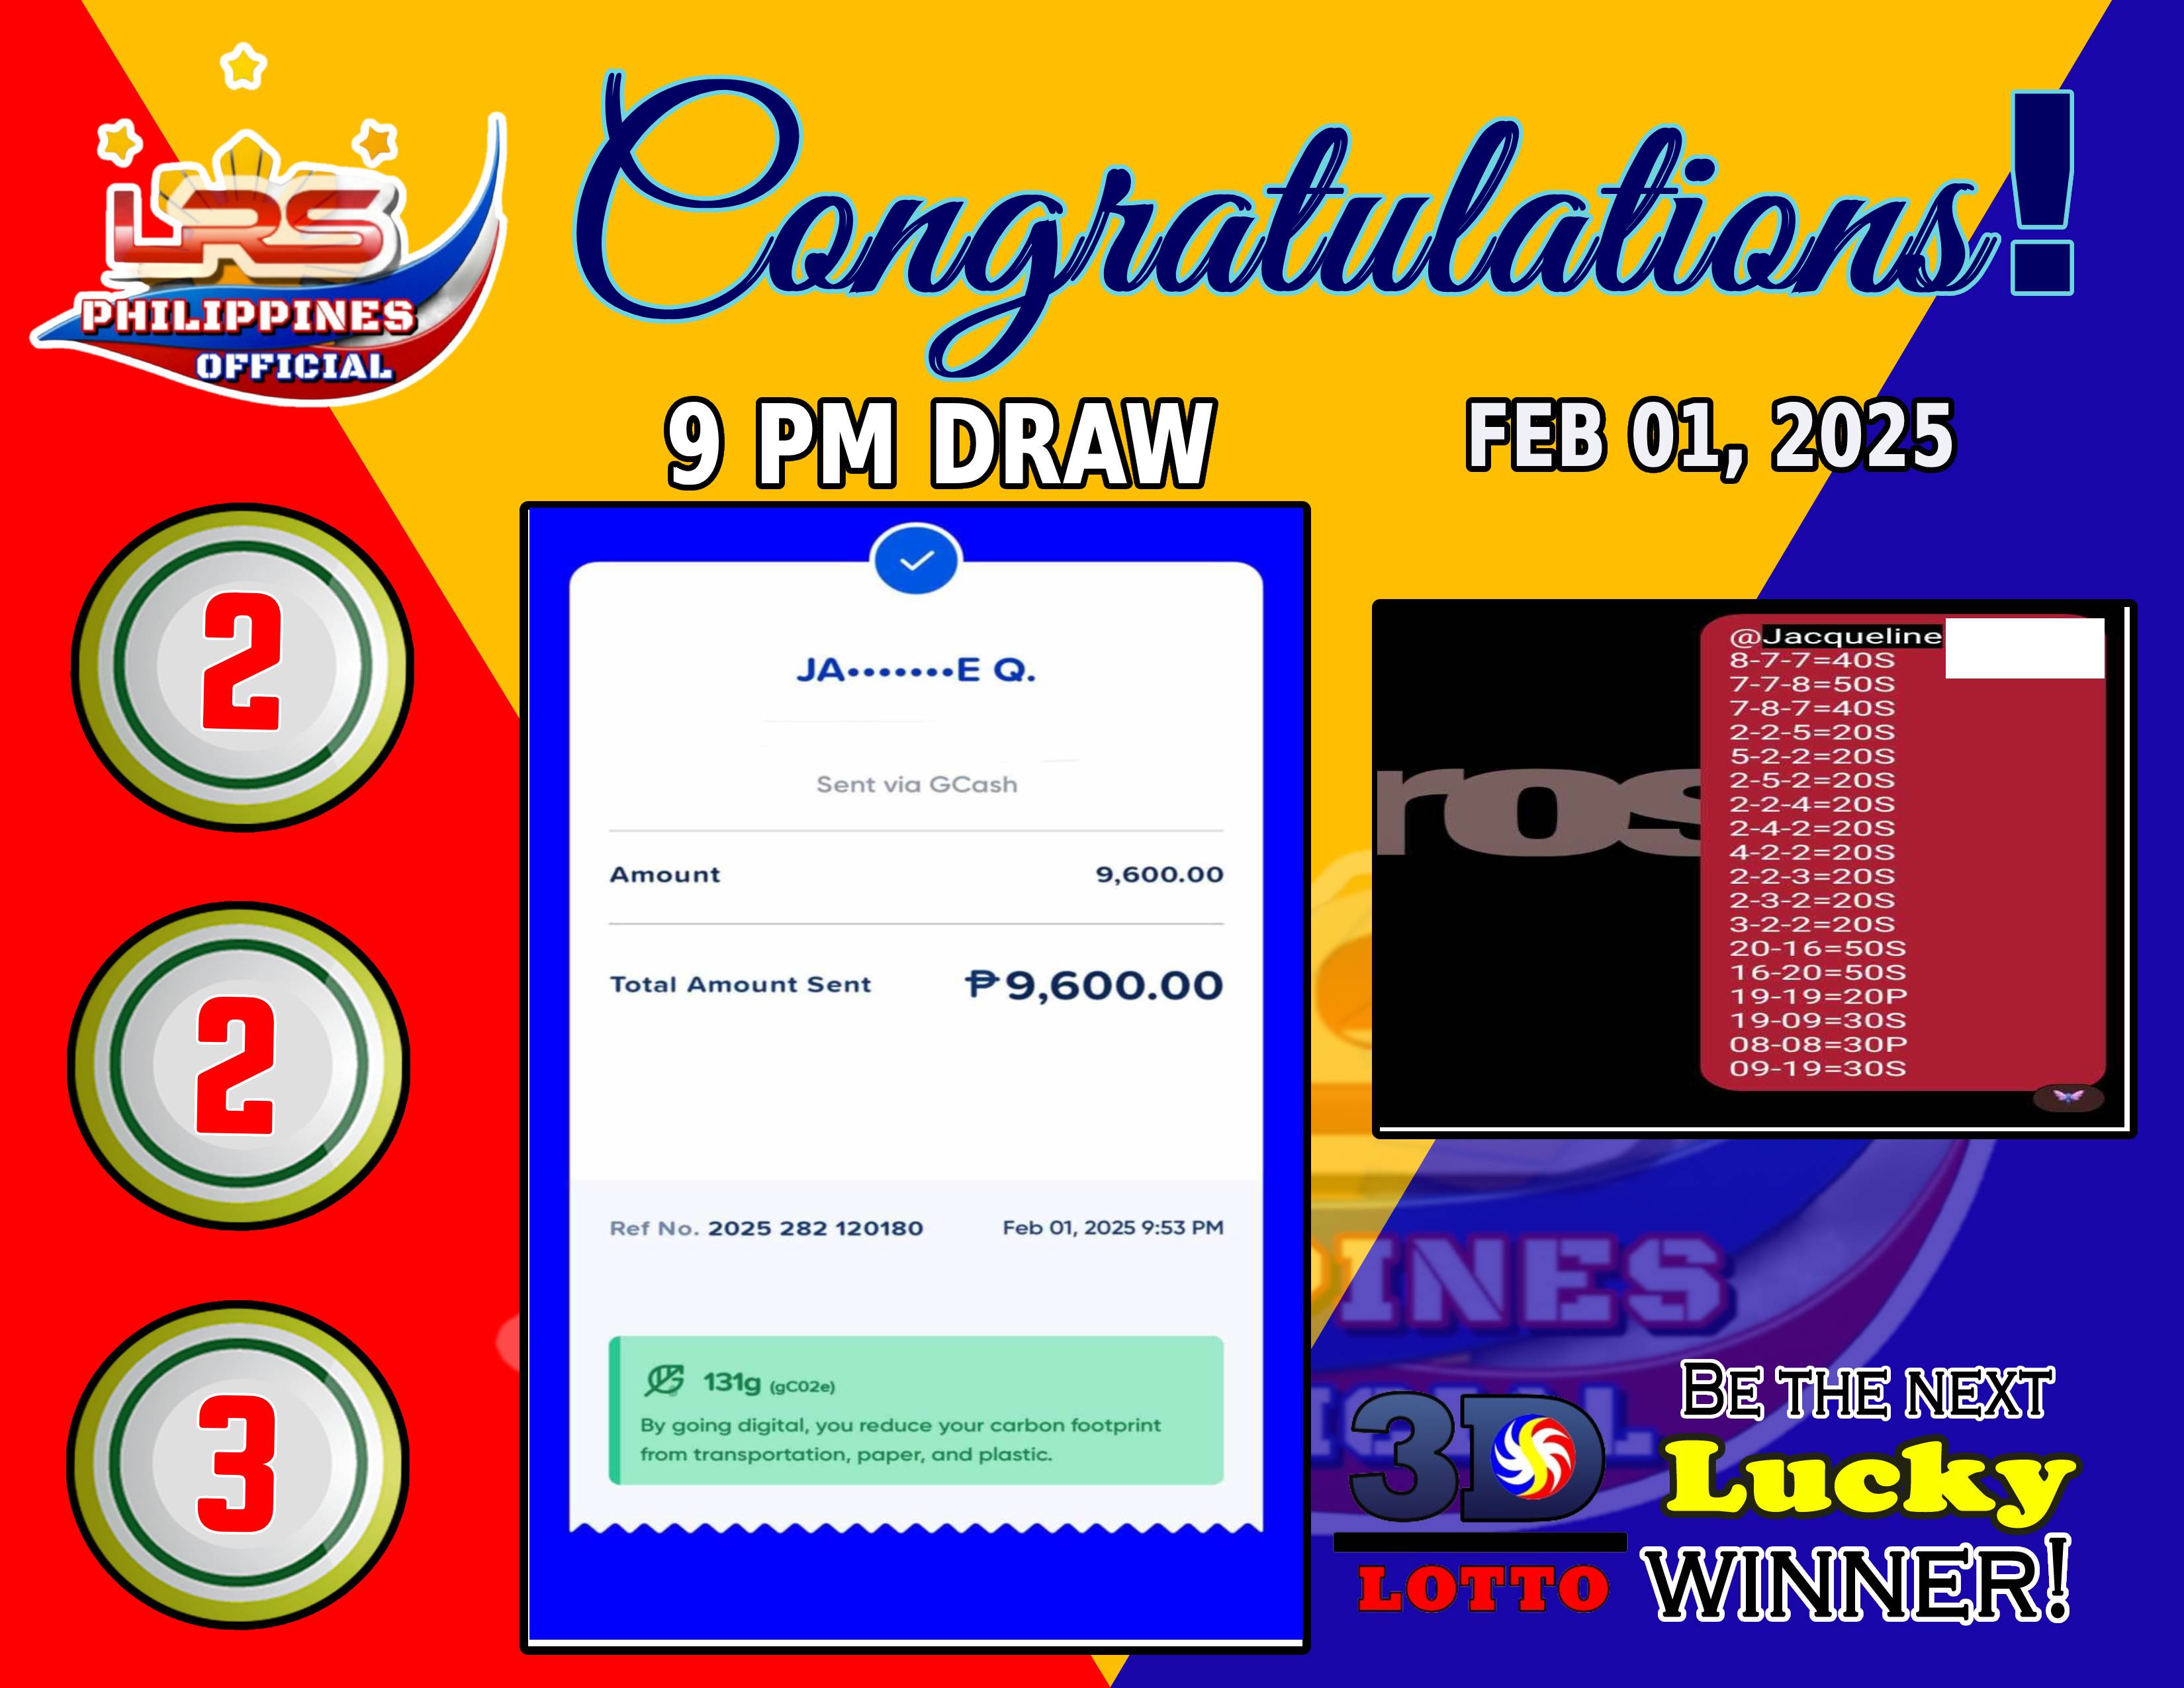 LRS
PHILIPPINES
OFFICIAL
Congratulations!
9 PM DRAW
FEB 01, 2025
2
2
3
JA••••••••E Q.
Sent via GCash
Amount 9,600.00
Total Amount Sent ₱9,600.00
Ref No. 2025 282 120180 Feb 01, 2025 9:53 PM
131g (gC02e)
By going digital, you reduce your carbon footprint
from transportation, paper, and plastic.
ros
@Jacqueline
8-7-7=40S
7-7-8=50S
7-8-7=40S
2-2-5=20S
5-2-2=20S
2-5-2=20S
2-2-4=20S
2-4-2=20S
4-2-2=20S
2-2-3=20S
2-3-2=20S
3-2-2=20S
20-16=50S
16-20=50S
19-19=20P
19-09=30S
08-08=30P
09-19=30S
PINES
3D
LOTTO
BE THE NEXT
Lucky
WINNER!